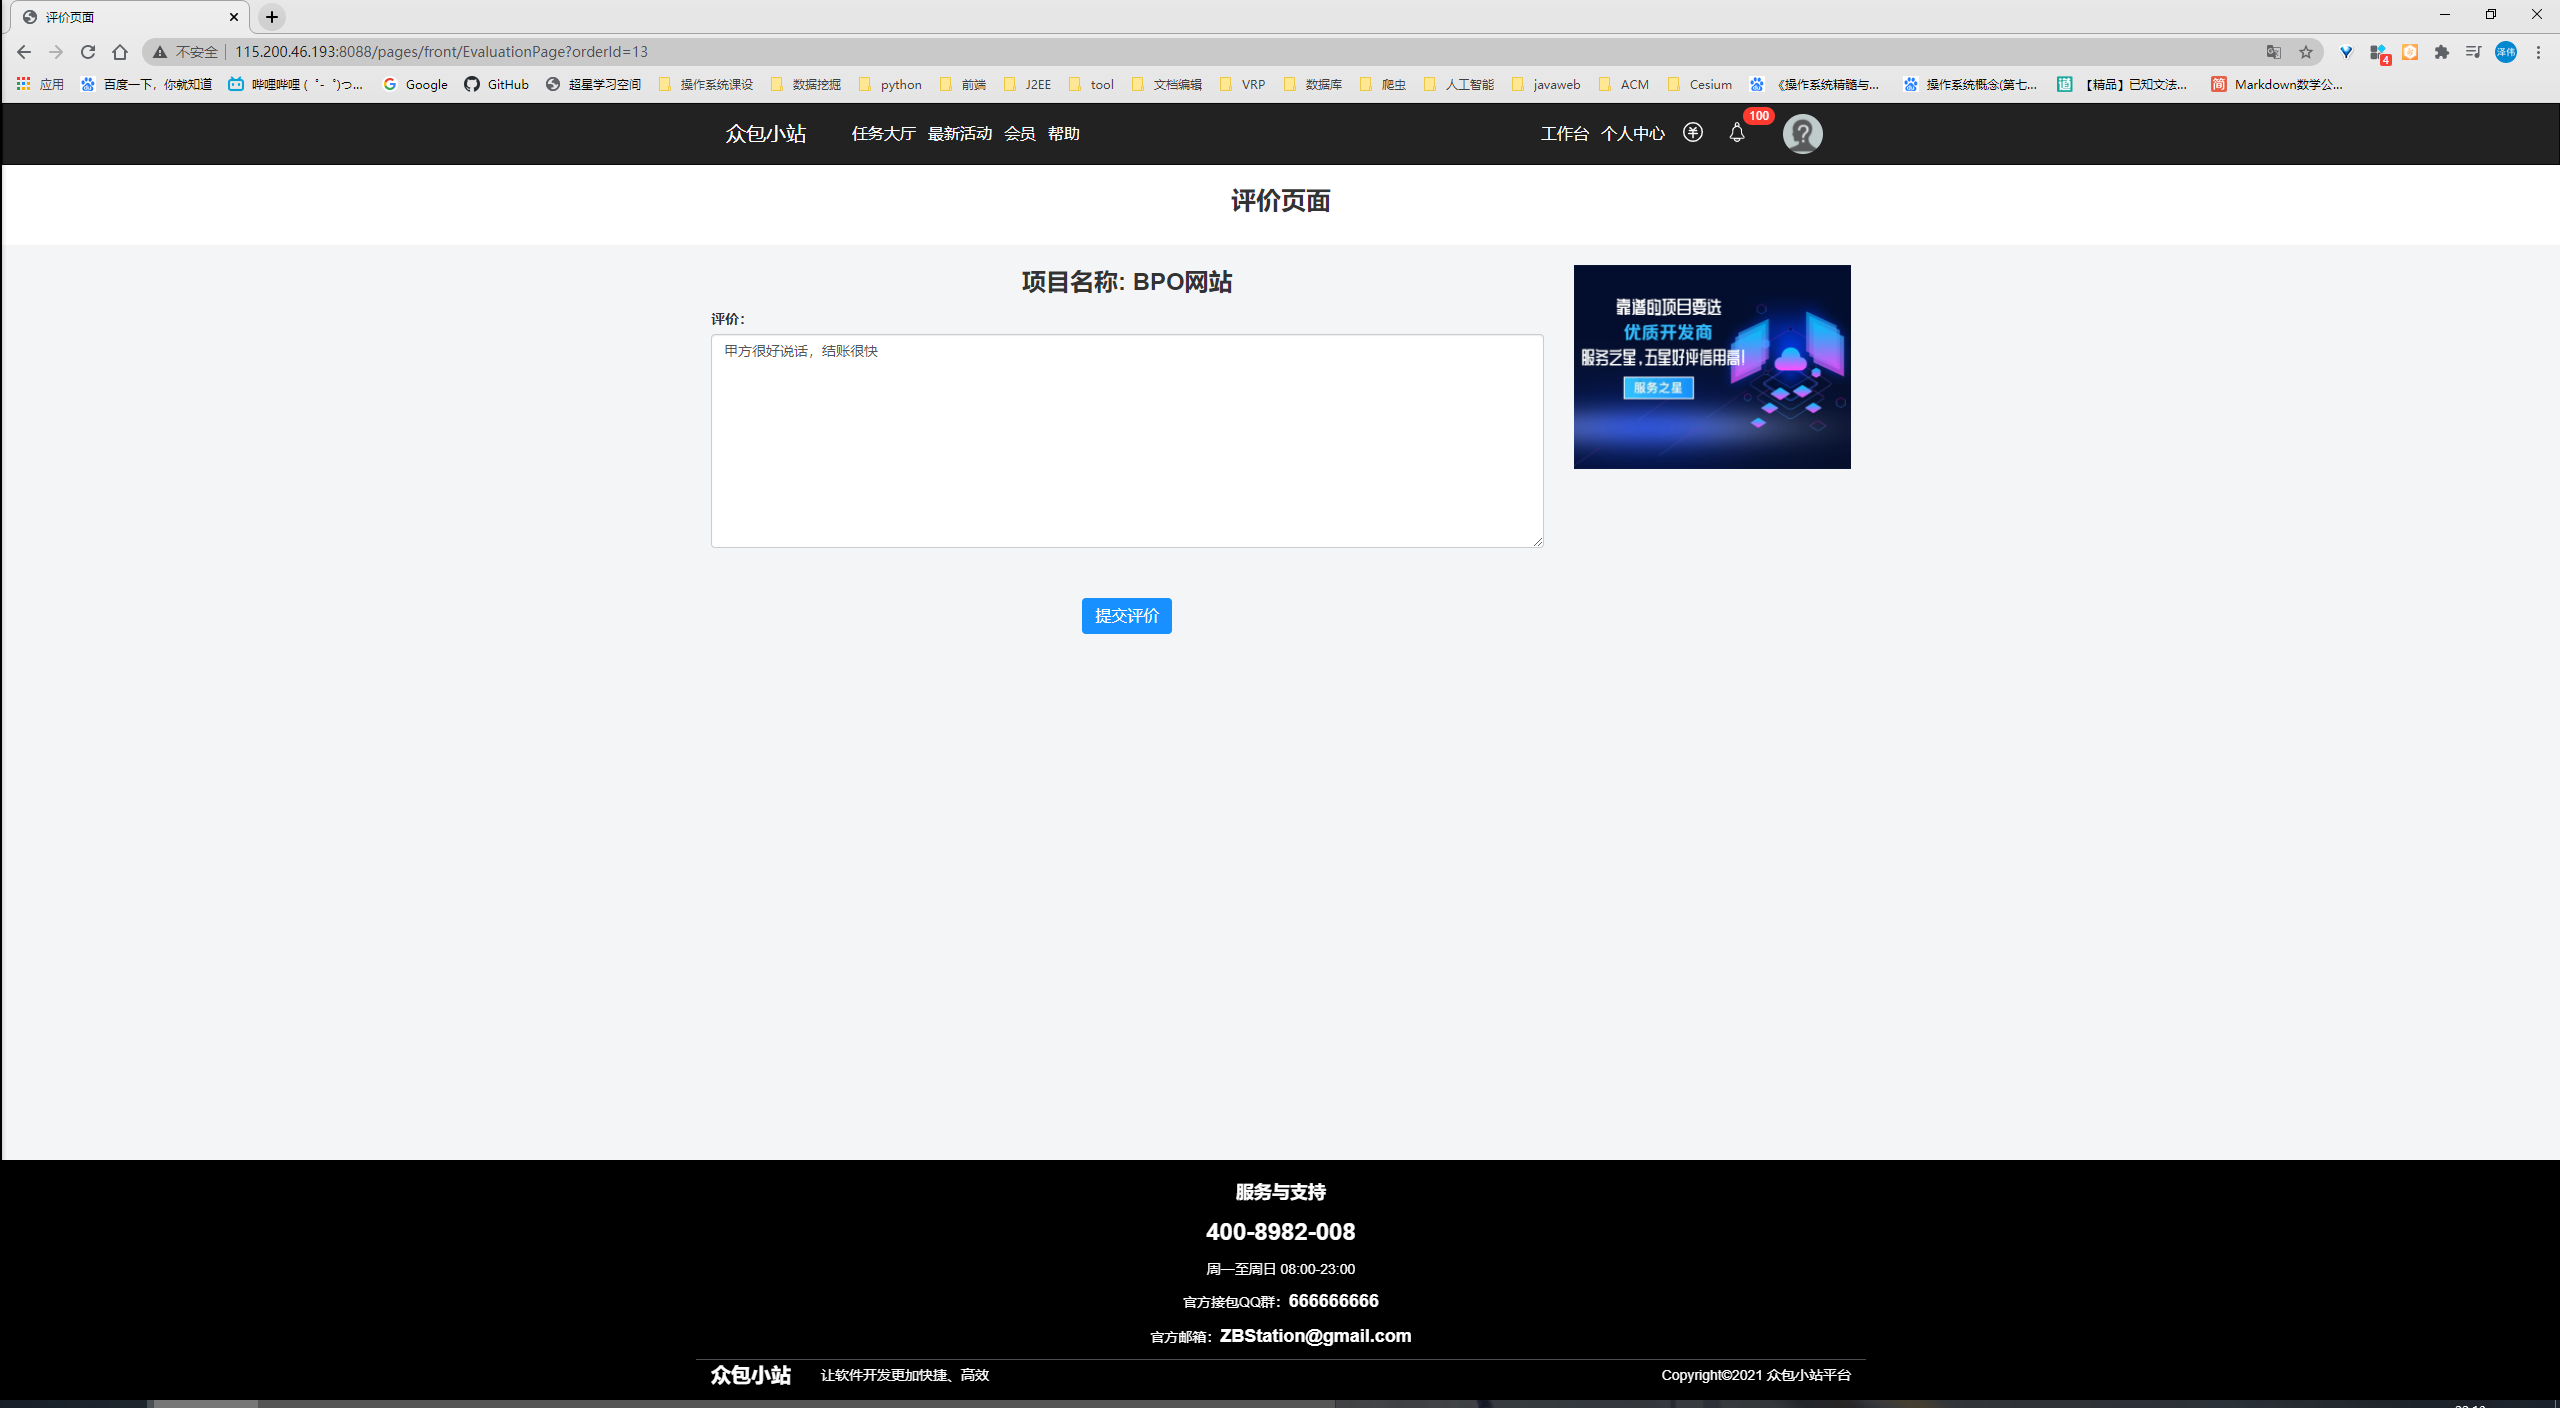 评价页面
不安全 115.200.46.193:8088/pages/front/EvaluationPage?orderId=13
泽伟
应用 百度一下，你就知道 哔哩哔哩 ( ゜- ゜)つ... Google GitHub 超星学习空间 操作系统课设 数据挖掘 python 前端 J2EE tool 文档编辑 VRP 数据库 爬虫 人工智能 javaweb ACM Cesium 《操作系统精髓与... 操作系统概念(第七... 道 【精品】已知文法... 简 Markdown数学公...
4
众包小站 任务大厅 最新活动 会员 帮助 工作台 个人中心 100
评价页面
项目名称: BPO网站
评价：
甲方很好说话，结账很快
提交评价
靠谱的项目要选
优质开发商
服务之星,五星好评信用高!
服务之星
服务与支持
400-8982-008
周一至周日 08:00-23:00
官方接包QQ群：666666666
官方邮箱：ZBStation@gmail.com
众包小站 让软件开发更加快捷、高效 Copyright©2021 众包小站平台